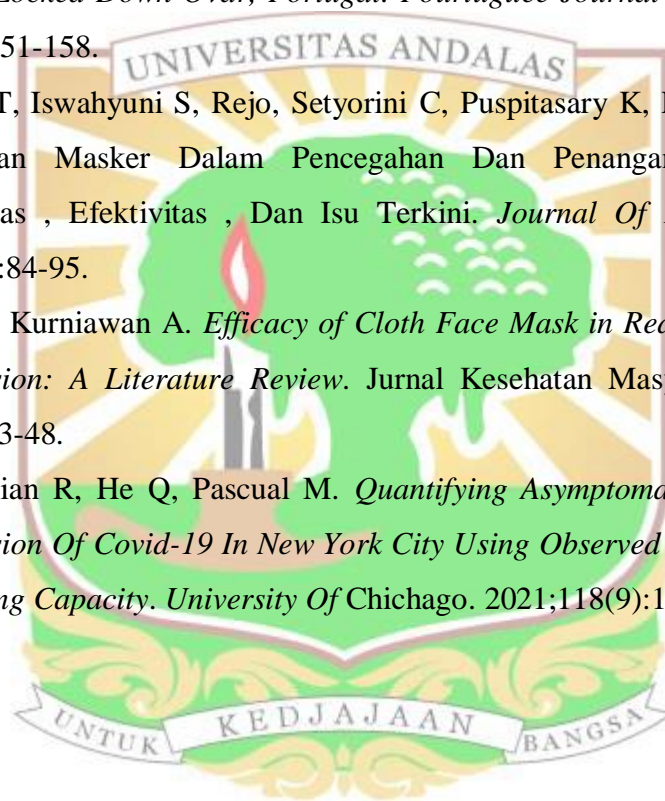 Locked Down Ovar, Portugal. Pourtuguee Journal
51-158.
UNIVERSITAS ANDALAS
T, Iswahyuni S, Rejo, Setyorini C, Puspitasary K,
an Masker Dalam Pencegahan Dan Penangan
as , Efektivitas , Dan Isu Terkini. Journal Of
:84-95.
Kurniawan A. Efficacy of Cloth Face Mask in Red
ion: A Literature Review. Jurnal Kesehatan Mas
3-48.
ian R, He Q, Pascual M. Quantifying Asymptoma
ion Of Covid-19 In New York City Using Observed
ng Capacity. University Of Chichago. 2021;118(9):1
UNTUK KEDJAJAAN BANGSA